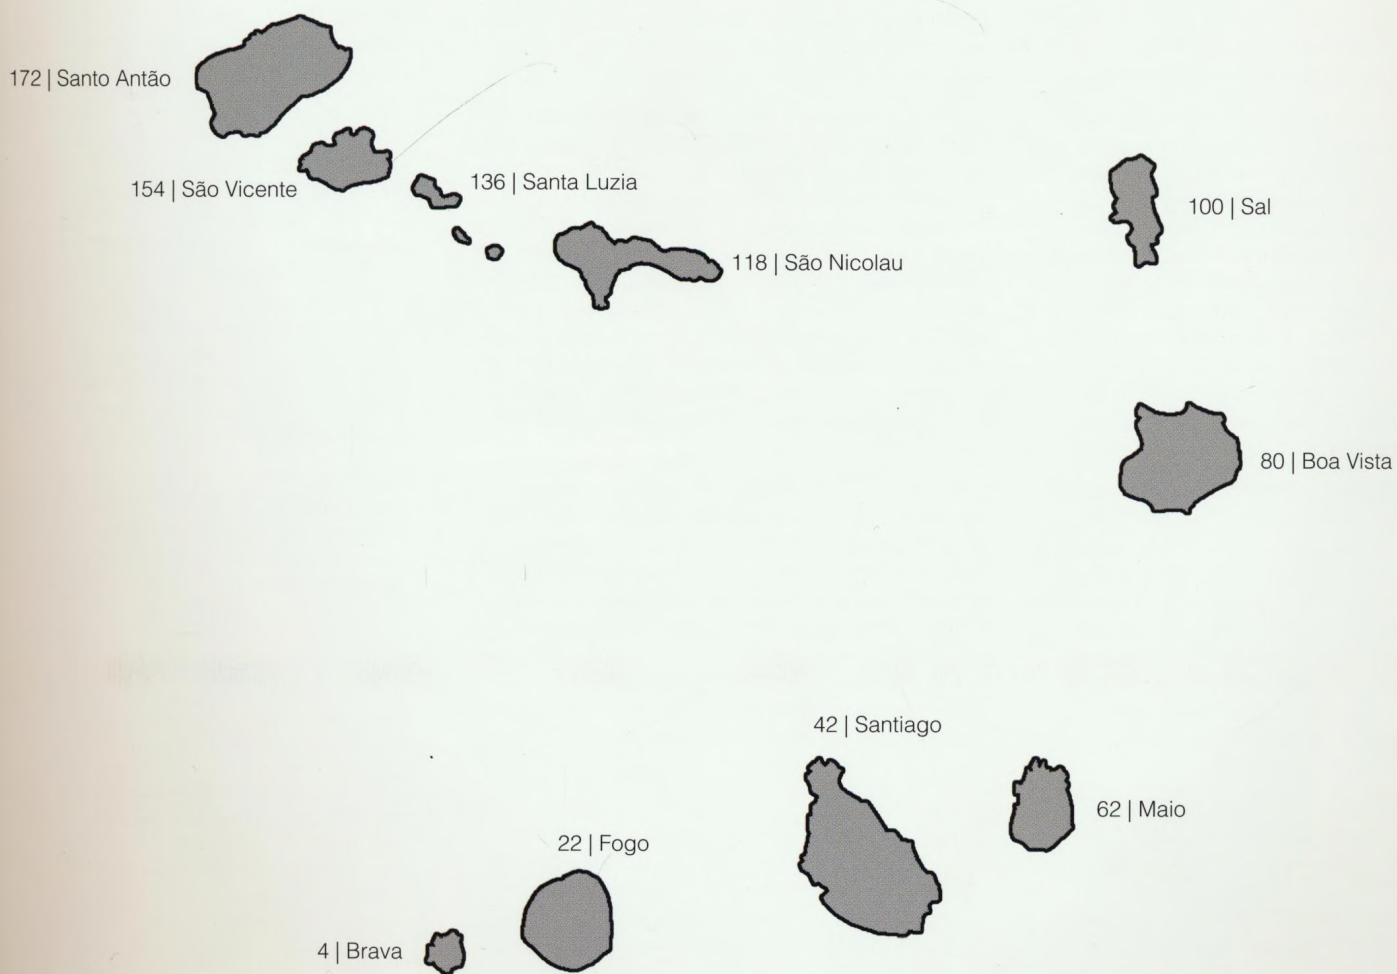 172 | Santo Antão
154 | São Vicente
136 | Santa Luzia
118 | São Nicolau
100 | Sal
80 | Boa Vista
42 | Santiago
62 | Maio
22 | Fogo
4 | Brava